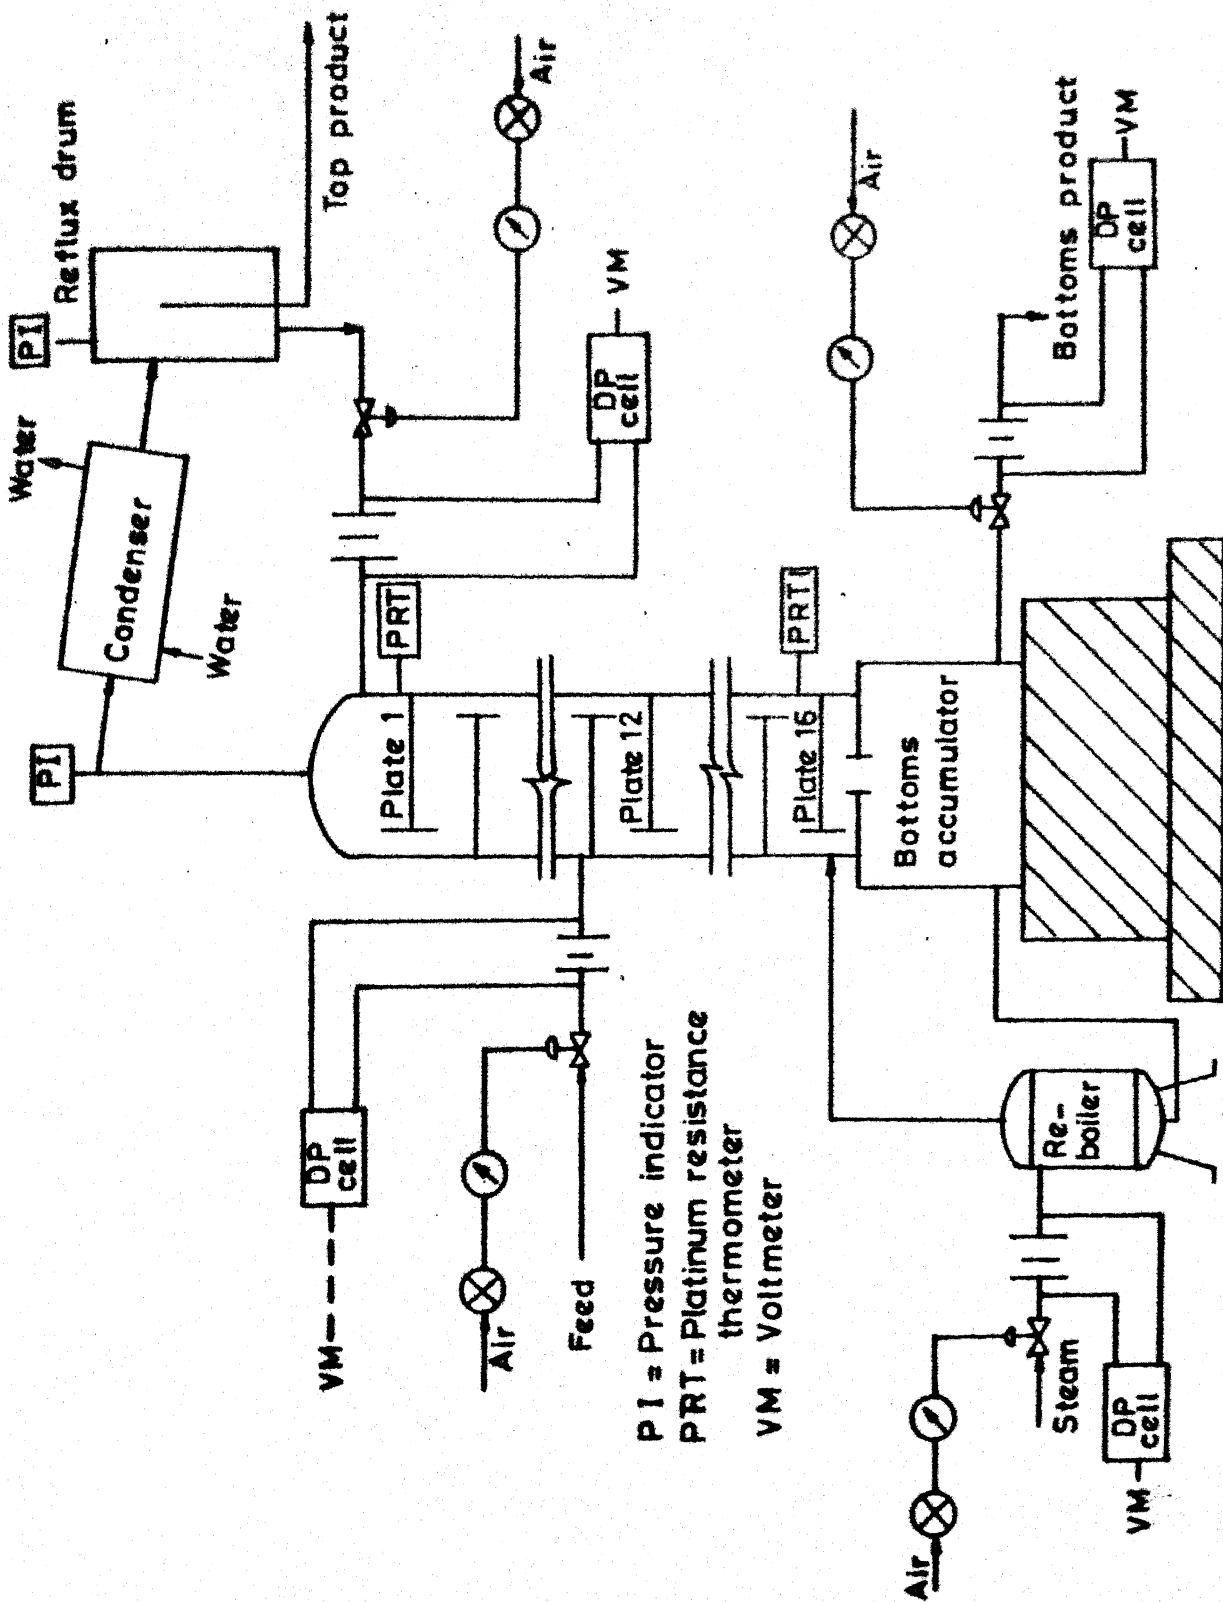 PI
Water
Condenser
Water
PI
Reflux drum
Top product
Air
VM
DP
cell
PRT
Plate 1
Plate 12
Plate 16
PRT
Bottoms
accumulator
Air
Bottoms product
DP
cell
VM
DP
cell
VM
Air
Feed
PI = Pressure indicator
PRT = Platinum resistance
thermometer
VM = Voltmeter
Re-
boiler
Steam
DP
cell
VM
Air